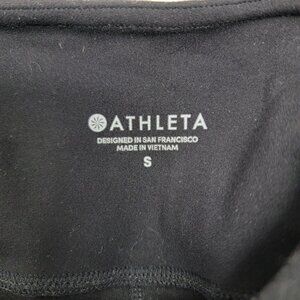 ATHLETA
DESIGNED IN SAN FRANCISCO
MADE IN VIETNAM
S